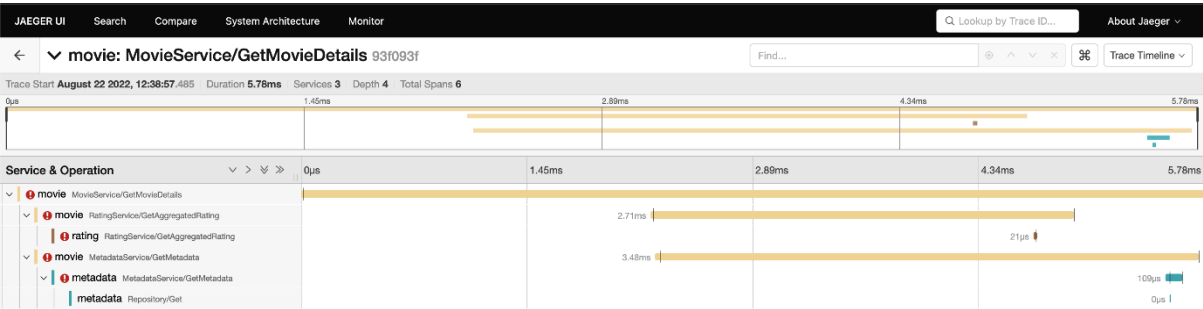 JAEGER UI Search Compare System Architecture Monitor Lookup by Trace ID... About Jaeger
movie: MovieService/GetMovieDetails 93f093f Find... Trace Timeline
Trace Start August 22 2022, 12:38:57.485 Duration 5.78ms Services 3 Depth 4 Total Spans 6
0μs 1.45ms 2.89ms 4.34ms 5.78ms
Service & Operation 0μs 1.45ms 2.89ms 4.34ms 5.78ms
movie MovieService/GetMovieDetails
movie RatingService/GetAggregatedRating 2.71ms
rating RatingService/GetAggregatedRating 21μs
movie MetadataService/GetMetadata 3.48ms
metadata MetadataService/GetMetadata 109μs
metadata Repository/Get 0μs